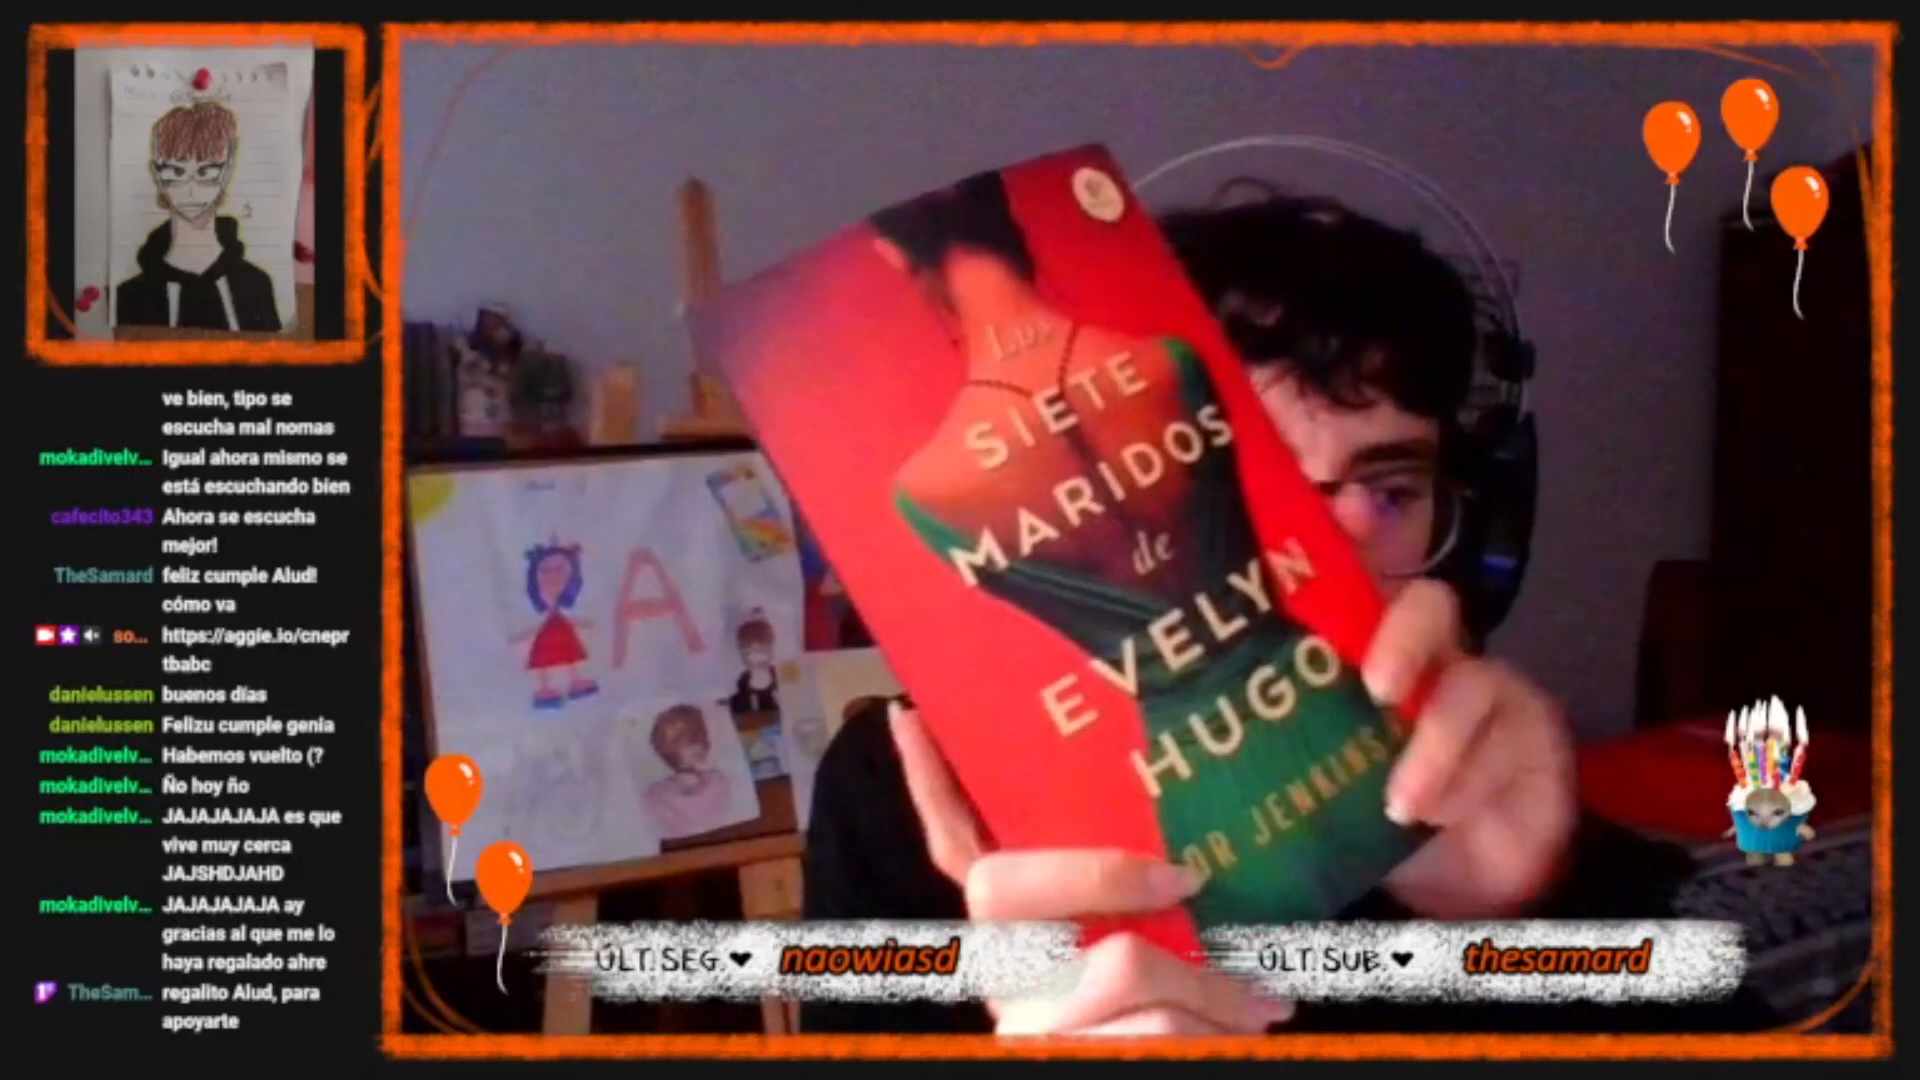 ve bien, tipo se
escucha mal nomas
mokadivelv... Igual ahora mismo se
está escuchando bien
cafecito343 Ahora se escucha
mejor!
TheSamard feliz cumple Alud!
cómo va
so... https://aggie.io/cnepr
tbabc
danielussen buenos días
danielussen Felizu cumple genia
mokadivelv... Habemos vuelto (?
mokadivelv... Ño hoy ño
mokadivelv... JAJAJAJAJA es que
vive muy cerca
JAJSHDJAHD
mokadivelv... JAJAJAJAJA ay
gracias al que me lo
haya regalado ahre
TheSam... regalito Alud, para
apoyarte
Los
SIETE
MARIDOS
de
EVELYN
HUGO
JENKINS
A
ÚLT.SEG.❤ naowiasd
ÚLT.SUB.❤ thesamard